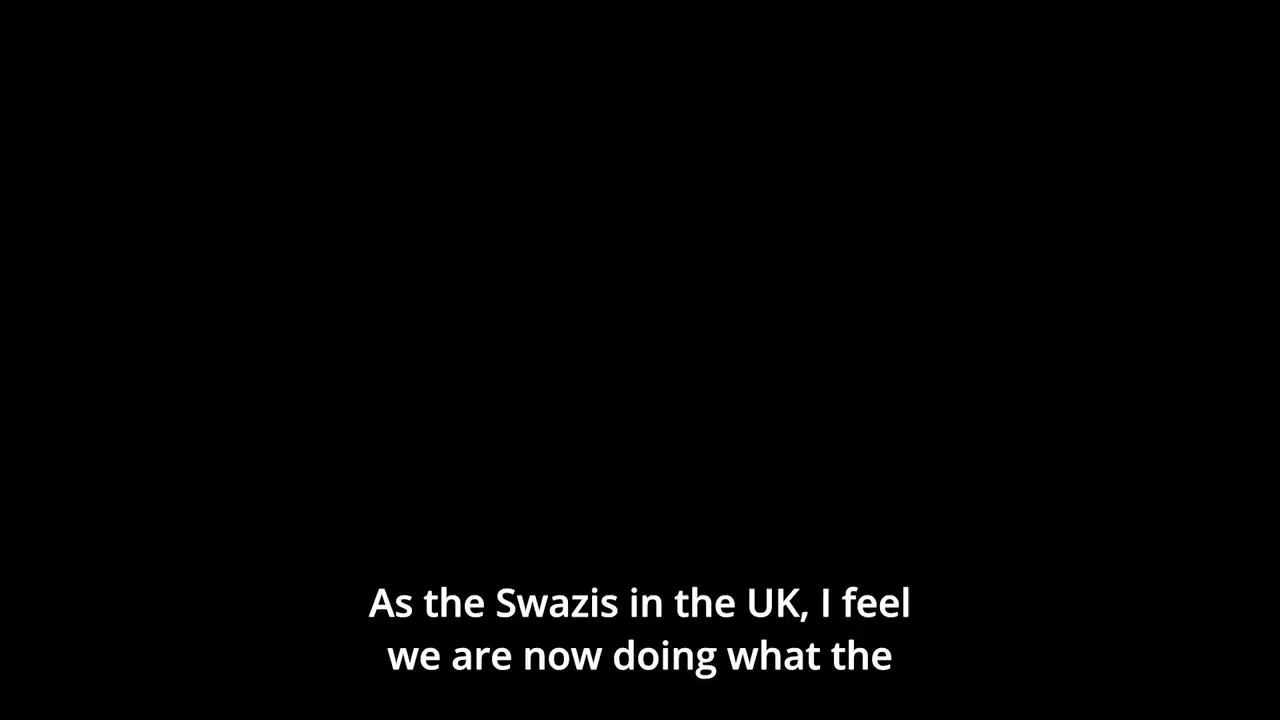 As the Swazis in the UK, I feel
we are now doing what the